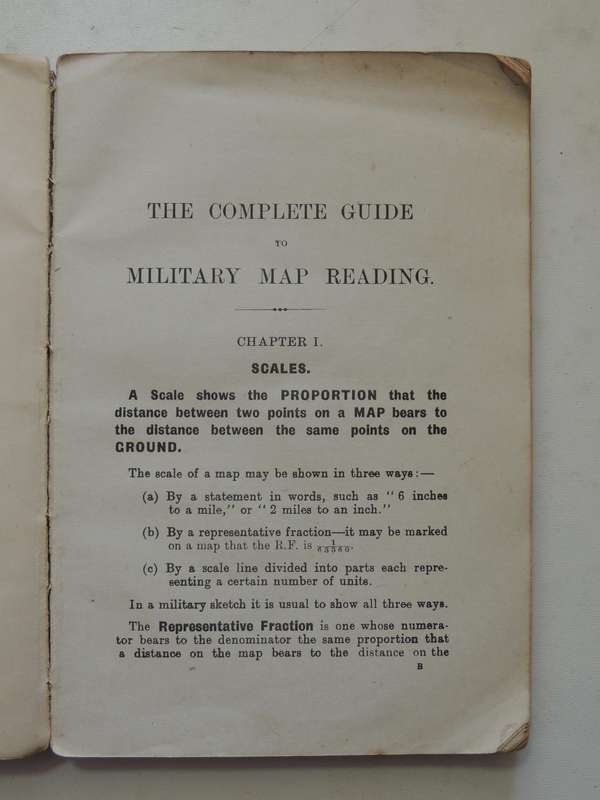 THE COMPLETE GUIDE
TO
MILITARY MAP READING.
CHAPTER I.
SCALES.
A Scale shows the PROPORTION that the
distance between two points on a MAP bears to
the distance between the same points on the
GROUND.
The scale of a map may be shown in three ways:—
(a) By a statement in words, such as "6 inches
to a mile," or "2 miles to an inch."
(b) By a representative fraction—it may be marked
on a map that the R.F. is 1/63360.
(c) By a scale line divided into parts each repre-
senting a certain number of units.
In a military sketch it is usual to show all three ways.
The Representative Fraction is one whose numera-
tor bears to the denominator the same proportion that
a distance on the map bears to the distance on the
B